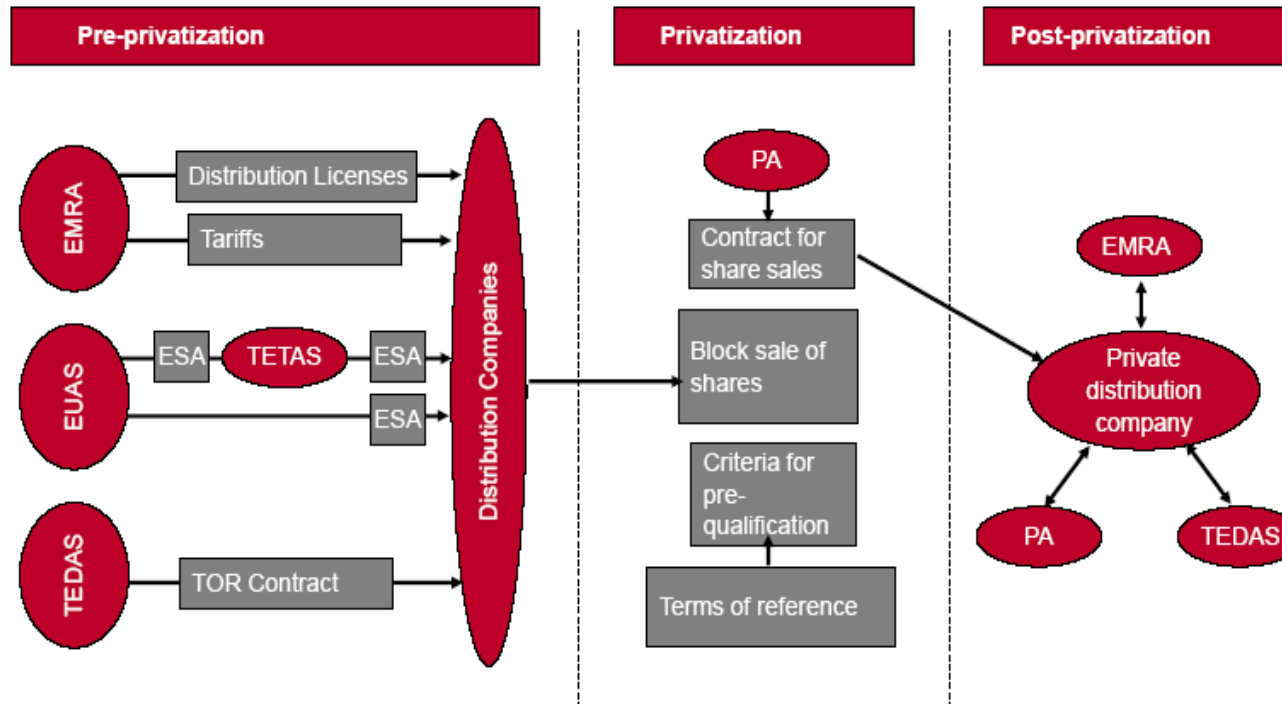 Pre-privatization
Privatization
Post-privatization
EMRA
Distribution Licenses
Tariffs
EUAS
ESA
TETAS
ESA
ESA
TEDAS
TOR Contract
Distribution Companies
PA
Contract for
share sales
Block sale of
shares
Criteria for
pre-
qualification
Terms of reference
EMRA
Private
distribution
company
PA
TEDAS